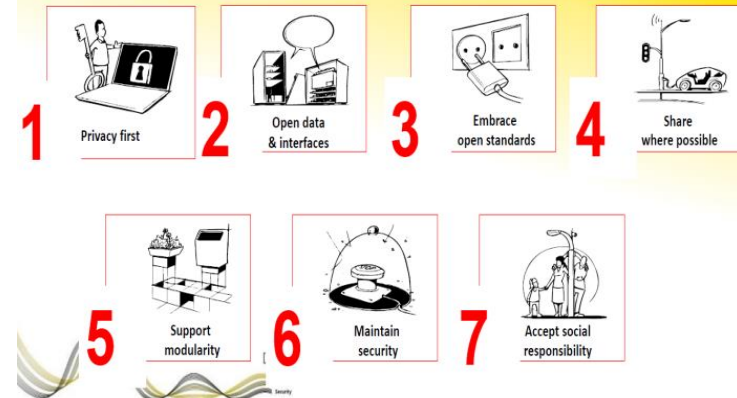 1
Privacy first
2
Open data
& interfaces
3
Embrace
open standards
4
Share
where possible
5
Support
modularity
6
Maintain
security
7
Accept social
responsibility
[
Security